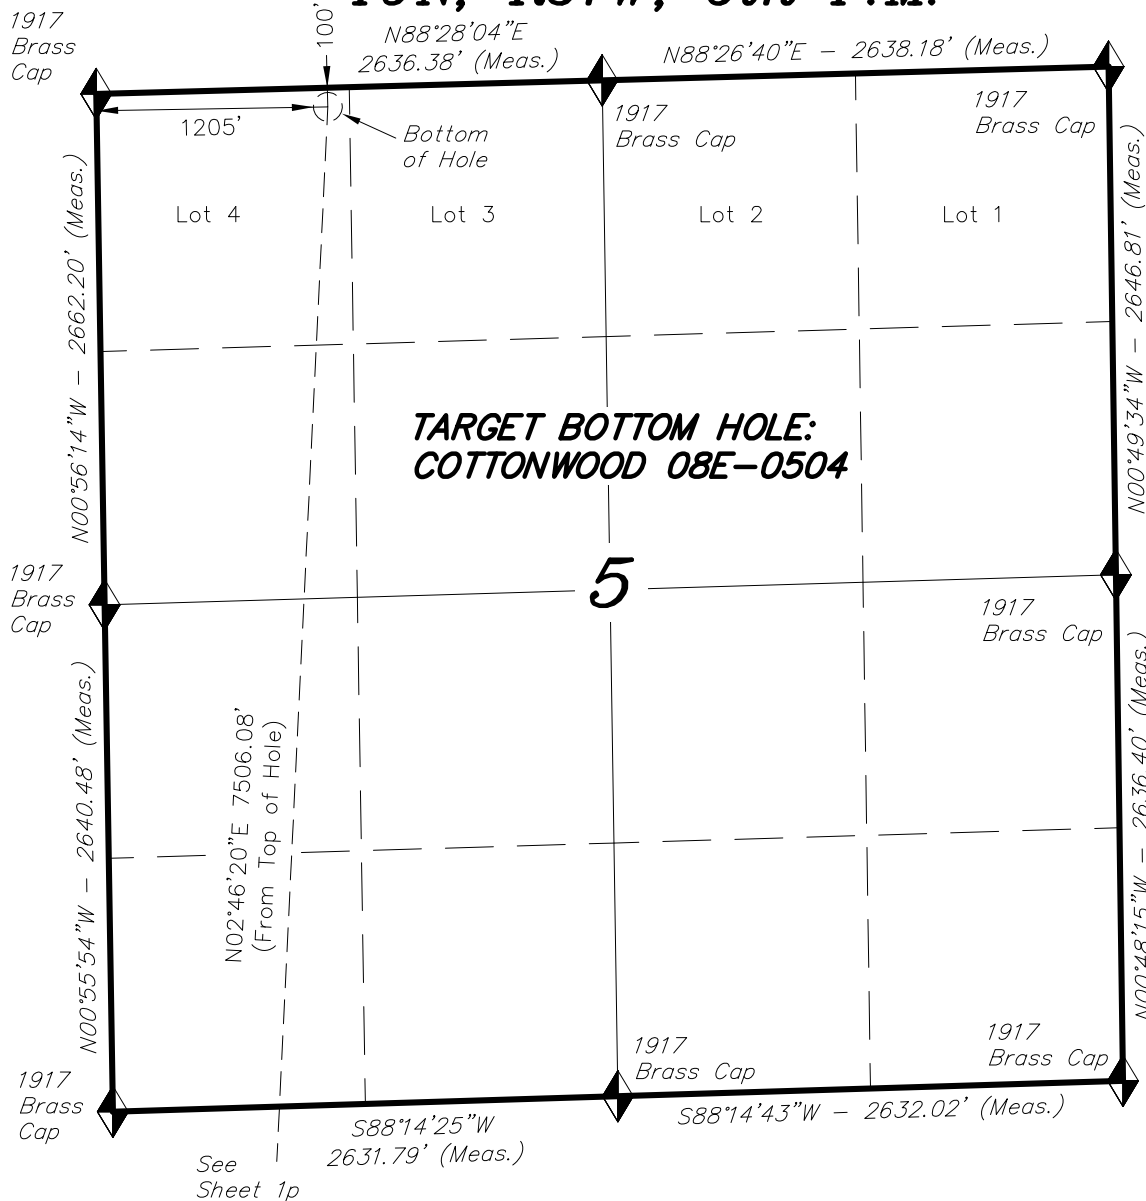 1917
Brass
Cap
100'
N88°28'04"E
2636.38' (Meas.)
N88°26'40"E - 2638.18' (Meas.)
1205'
Bottom
of Hole
1917
Brass Cap
1917
Brass Cap
Lot 4
Lot 3
Lot 2
Lot 1
N00°56'14"W - 2662.20' (Meas.)
N00°49'34"W - 2646.81' (Meas.)
TARGET BOTTOM HOLE:
COTTONWOOD 08E-0504
5
1917
Brass
Cap
1917
Brass Cap
N00°55'54"W - 2640.48' (Meas.)
N02°46'20"E 7506.08'
(From Top of Hole)
N00°48'15"W - 2636.40' (Meas.)
1917
Brass
Cap
1917
Brass Cap
1917
Brass Cap
S88°14'25"W
2631.79' (Meas.)
S88°14'43"W - 2632.02' (Meas.)
See
Sheet 1p